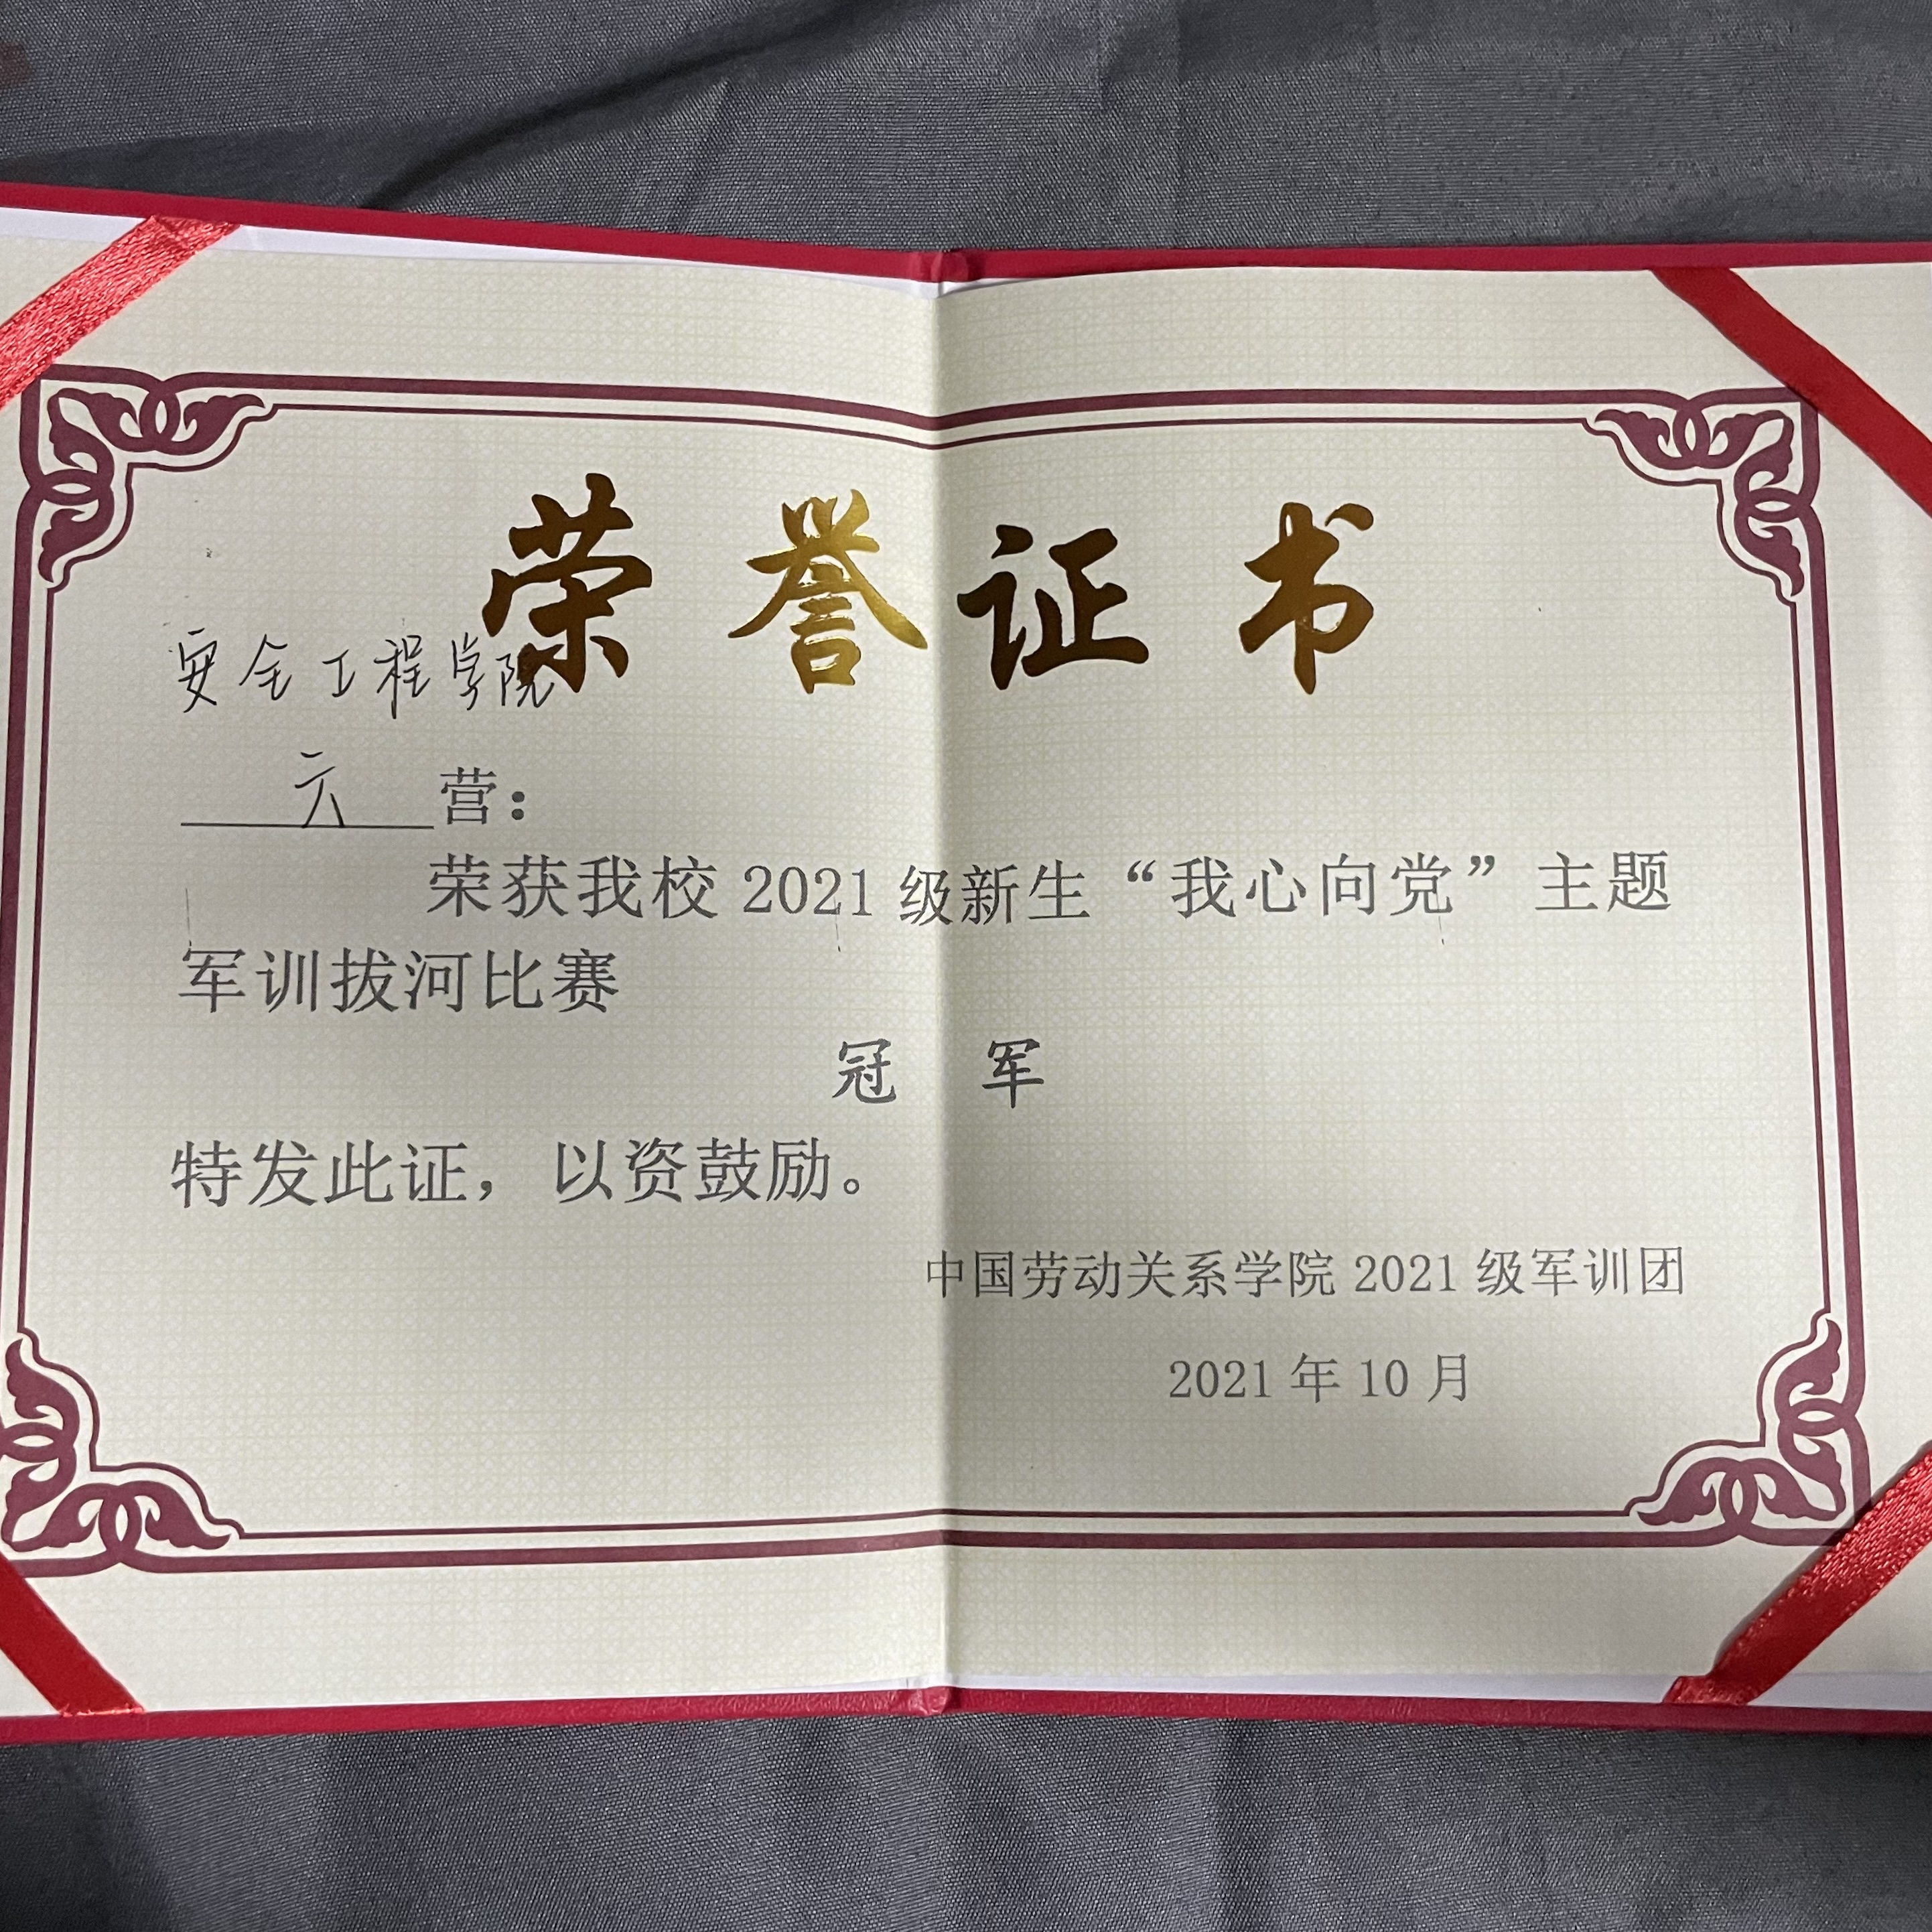 荣誉证书
安全工程学院
六营：
荣获我校2021级新生“我心向党”主题
军训拔河比赛
冠 军
特发此证，以资鼓励。
中国劳动关系学院2021级军训团
2021年10月